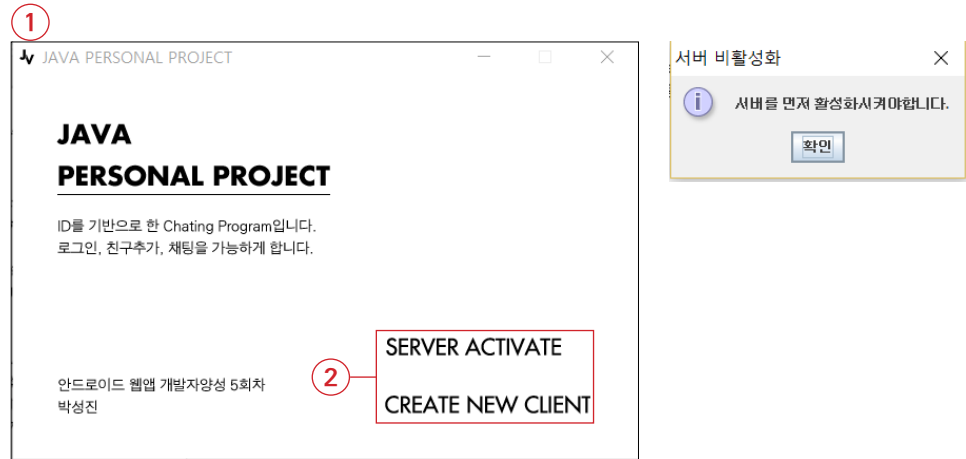 1
JV JAVA PERSONAL PROJECT
JAVA
PERSONAL PROJECT
ID를 기반으로 한 Chating Program입니다.
로그인, 친구추가, 채팅을 가능하게 합니다.
SERVER ACTIVATE
2
CREATE NEW CLIENT
안드로이드 웹앱 개발자양성 5회차
박성진
서버 비활성화
i
서버를 먼저 활성화시켜야합니다.
확인